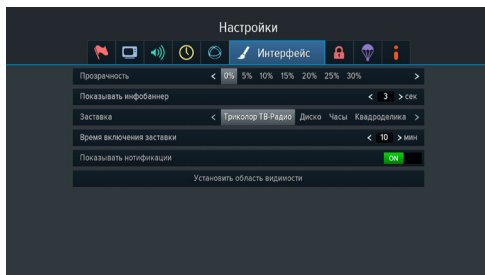 Настройки
Интерфейс
Прозрачность < 0% 5% 10% 15% 20% 25% 30% >
Показывать инфобаннер < 3 > сек
Заставка < Триколор ТВ-Радио Диско Часы Квадроделика >
Время включения заставки < 10 > мин
Показывать нотификации ON
Установить область видимости